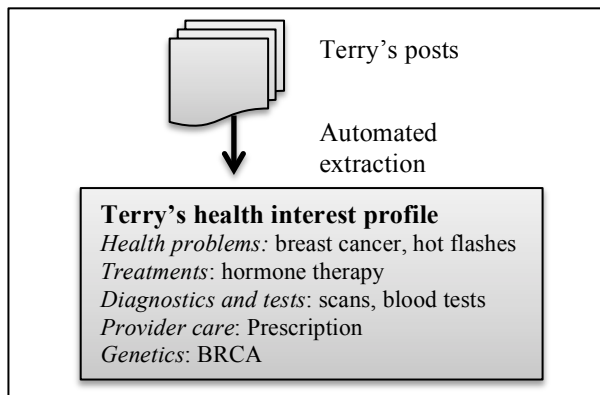 Terry’s posts
Automated
extraction
Terry’s health interest profile
Health problems: breast cancer, hot flashes
Treatments: hormone therapy
Diagnostics and tests: scans, blood tests
Provider care: Prescription
Genetics: BRCA